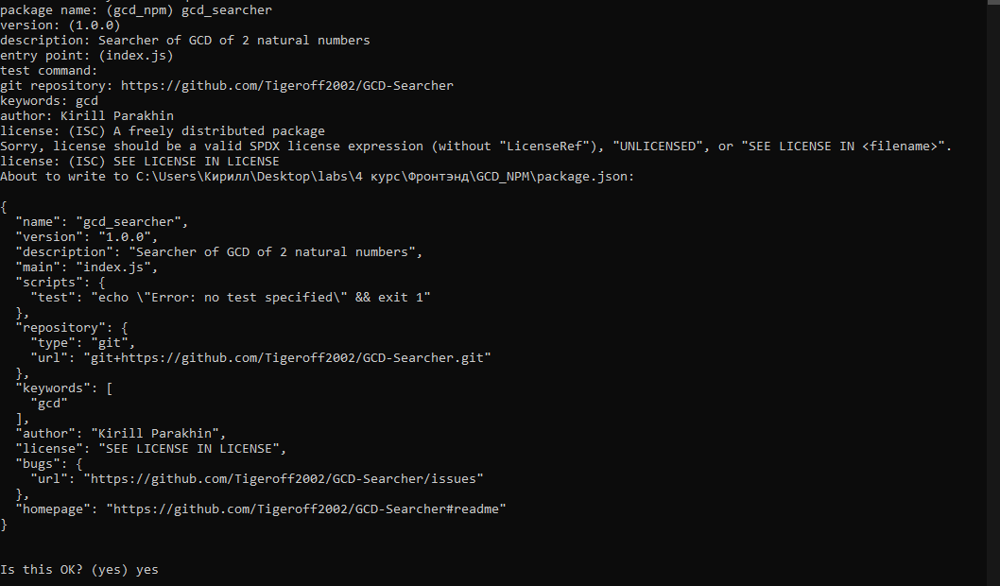 package name: (gcd_npm) gcd_searcher
version: (1.0.0)
description: Searcher of GCD of 2 natural numbers
entry point: (index.js)
test command:
git repository: https://github.com/Tigeroff2002/GCD-Searcher
keywords: gcd
author: Kirill Parakhin
license: (ISC) A freely distributed package
Sorry, license should be a valid SPDX license expression (without "LicenseRef"), "UNLICENSED", or "SEE LICENSE IN <filename>".
license: (ISC) SEE LICENSE IN LICENSE
About to write to C:\Users\Кирилл\Desktop\labs\4 курс\Фронтэнд\GCD_NPM\package.json:

{
  "name": "gcd_searcher",
  "version": "1.0.0",
  "description": "Searcher of GCD of 2 natural numbers",
  "main": "index.js",
  "scripts": {
    "test": "echo \"Error: no test specified\" && exit 1"
  },
  "repository": {
    "type": "git",
    "url": "git+https://github.com/Tigeroff2002/GCD-Searcher.git"
  },
  "keywords": [
    "gcd"
  ],
  "author": "Kirill Parakhin",
  "license": "SEE LICENSE IN LICENSE",
  "bugs": {
    "url": "https://github.com/Tigeroff2002/GCD-Searcher/issues"
  },
  "homepage": "https://github.com/Tigeroff2002/GCD-Searcher#readme"
}

Is this OK? (yes) yes